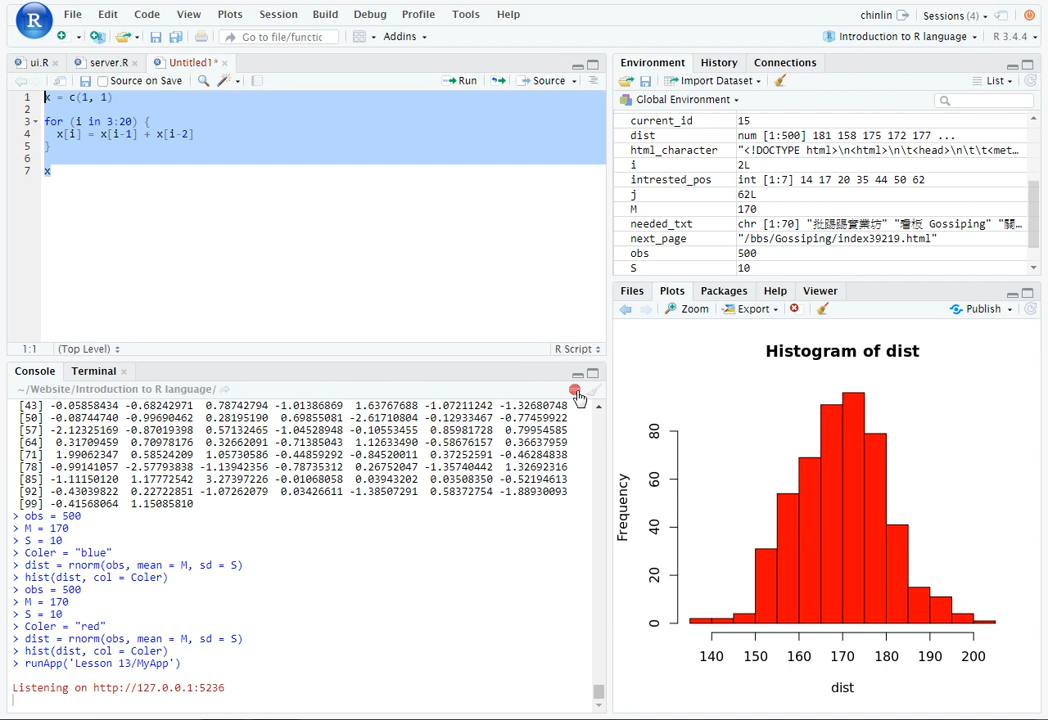 File Edit Code View Plots Session Build Debug Profile Tools Help chinlin Sessions (4)
R Go to file/functic Addins Introduction to R language R 3.4.4
ui.R server.R Untitled1*
Source on Save Run Source
1 x = c(1, 1)
2
3 for (i in 3:20) {
4 x[i] = x[i-1] + x[i-2]
5 }
6
7 x
1:1 (Top Level) R Script
Console Terminal
~/Website/Introduction to R language/
[43] -0.05858434 -0.68242971 0.78742794 -1.01386869 1.63767688 -1.07211242 -1.32680748
[50] -0.08744740 -0.99690462 0.28195190 0.69855081 -2.61710804 -0.12933467 -0.77459922
[57] -2.12325169 -0.87019398 0.57132465 -1.04528948 -0.10553455 0.85981728 0.79954585
[64] 0.31709459 0.70978176 0.32662091 -0.71385043 1.12633490 -0.58676157 0.36637959
[71] 1.99062347 0.58524209 1.05730586 -0.44859292 -0.84520011 0.37252591 -0.46284838
[78] -0.99141057 -2.57793838 -1.13942356 -0.78735312 0.26752047 -1.35740442 1.32692316
[85] -1.11150120 1.17742542 3.27397226 -0.01068058 0.03943202 0.03508350 -0.52194613
[92] -0.43039822 0.22722851 -1.07262079 0.03426611 -1.38507291 0.58372754 -1.88930093
[99] -0.41568064 1.15085810
> obs = 500
> M = 170
> S = 10
> Coler = "blue"
> dist = rnorm(obs, mean = M, sd = S)
> hist(dist, col = Coler)
> obs = 500
> M = 170
> S = 10
> Coler = "red"
> dist = rnorm(obs, mean = M, sd = S)
> hist(dist, col = Coler)
> runApp('Lesson 13/MyApp')
Listening on http://127.0.0.1:5236
Environment History Connections
Import Dataset List
Global Environment
current_id 15
dist num [1:500] 181 158 175 172 177 ...
html_character "<!DOCTYPE html>\n<html>\n\t<head>\n\t\t<met...
i 2L
intrested_pos int [1:7] 14 17 20 35 44 50 62
j 62L
M 170
needed_txt chr [1:70] "批踢踢實業坊" "看板 Gossiping" "關...
next_page "/bbs/Gossiping/index39219.html"
obs 500
S 10
Files Plots Packages Help Viewer
Zoom Export Publish
Histogram of dist
Frequency
80
60
40
20
0
140 150 160 170 180 190 200
dist